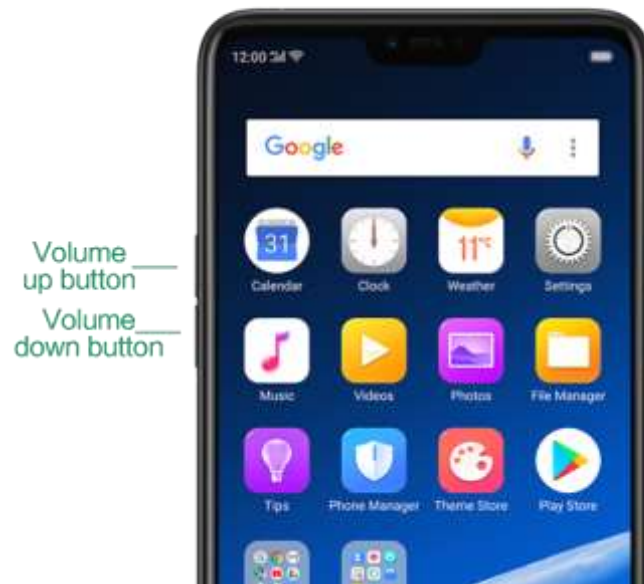 12:00
Google
31
11°C
Calendar Clock Weather Settings
Volume
up button
Volume
down button
Music Videos Photos File Manager
Tips Phone Manager Theme Store Play Store